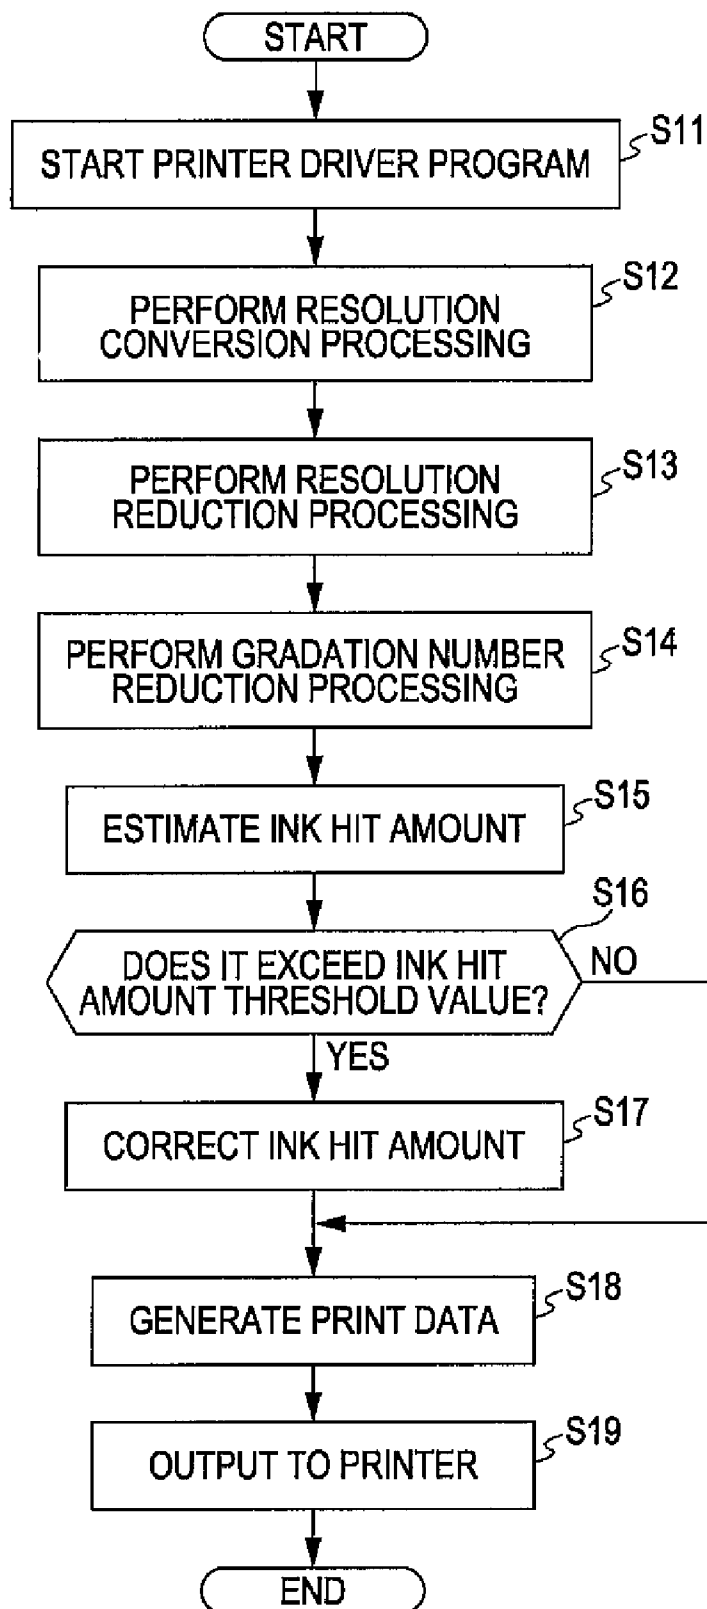 START
S11
START PRINTER DRIVER PROGRAM
S12
PERFORM RESOLUTION
CONVERSION PROCESSING
S13
PERFORM RESOLUTION
REDUCTION PROCESSING
S14
PERFORM GRADATION NUMBER
REDUCTION PROCESSING
S15
ESTIMATE INK HIT AMOUNT
S16
DOES IT EXCEED INK HIT
AMOUNT THRESHOLD VALUE?
NO
YES
S17
CORRECT INK HIT AMOUNT
S18
GENERATE PRINT DATA
S19
OUTPUT TO PRINTER
END